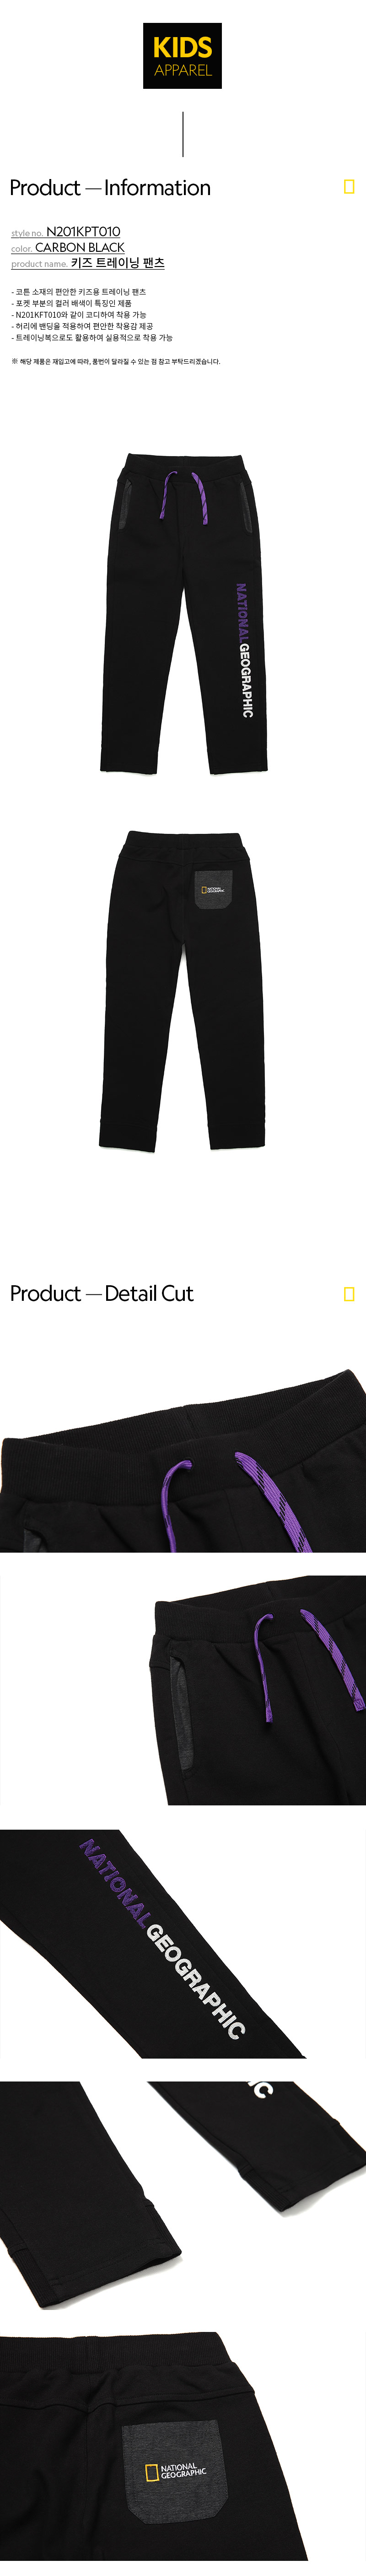 KIDS
APPAREL
Product — Information
style no. N201KPT010
color. CARBON BLACK
product name. 키즈 트레이닝 팬츠
- 코튼 소재의 편안한 키즈용 트레이닝 팬츠
- 포켓 부분의 컬러 배색이 특징인 제품
- N201KFT010와 같이 코디하여 착용 가능
- 허리에 밴딩을 적용하여 편안한 착용감 제공
- 트레이닝복으로도 활용하여 실용적으로 착용 가능
※ 해당 제품은 재입고에 따라, 품번이 달라질 수 있는 점 참고 부탁드리겠습니다.
NATIONALGEOGRAPHIC
NATIONAL
GEOGRAPHIC
Product — Detail Cut
NATIONAL GEOGRAPHIC
IC
NATIONAL
GEOGRAPHIC